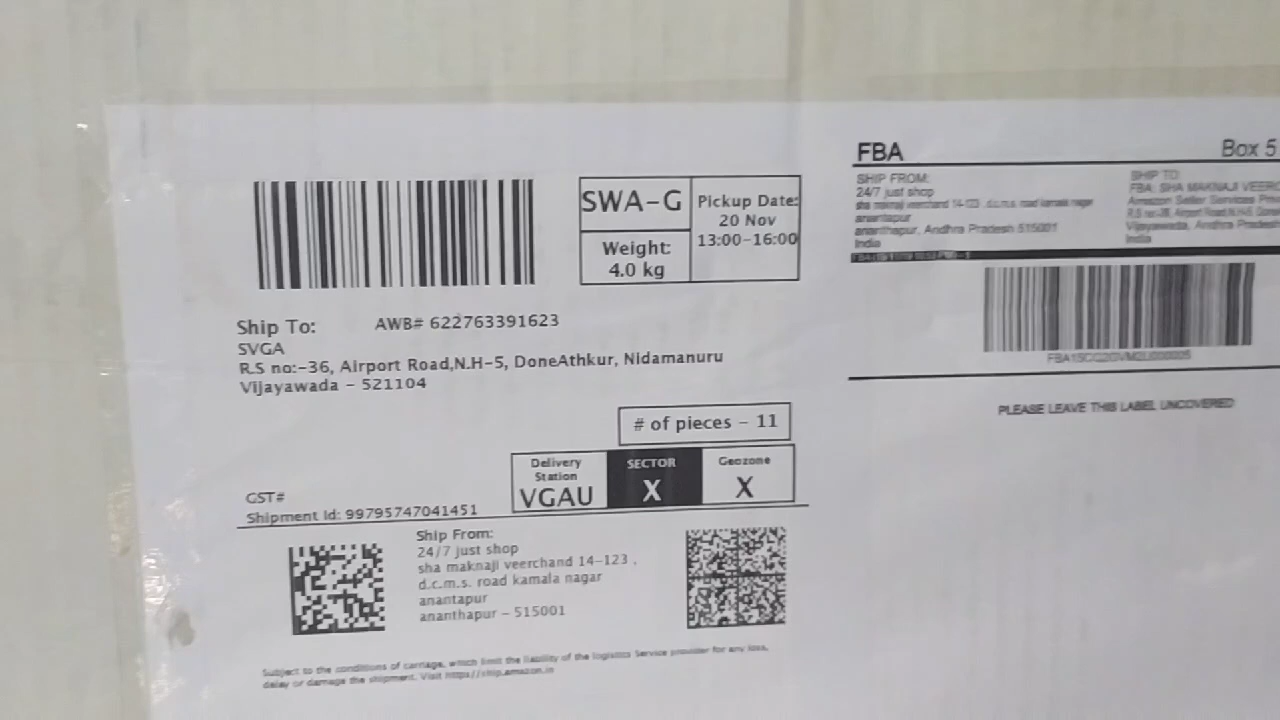 SWA-G
Weight:
4.0 kg
Pickup Date:
20 Nov
13:00-16:00
Ship To:
AWB# 622763391623
SVGA
R.S no:-36, Airport Road,N.H-5, DoneAthkur, Nidamanuru
Vijayawada - 521104
# of pieces - 11
Delivery
Station
VGAU
SECTOR
X
Geozone
X
GST#
Shipment Id: 99795747041451
Ship From:
24/7 just shop
sha maknaji veerchand 14-123 ,
d.c.m.s. road kamala nagar
anantapur
ananthapur - 515001
Subject to the conditions of carriage, which limit the liability of the logistics Service provider for any loss,
delay or damage the shipment. Visit https://ship.amazon.in
FBA
Box 5
SHIP FROM:
24/7 just shop
sha maknaji veerchand 14-123 , d.c.m.s. road kamala nagar
anantapur
ananthapur, Andhra Pradesh 515001
India
SHIP TO:
FBA: SHA MAKNAJI
Amazon Seller Services
R.S no:-36, Airport Road,N.H-5,
Vijayawada, Andhra Pradesh
India
PLEASE LEAVE THIS LABEL UNCOVERED